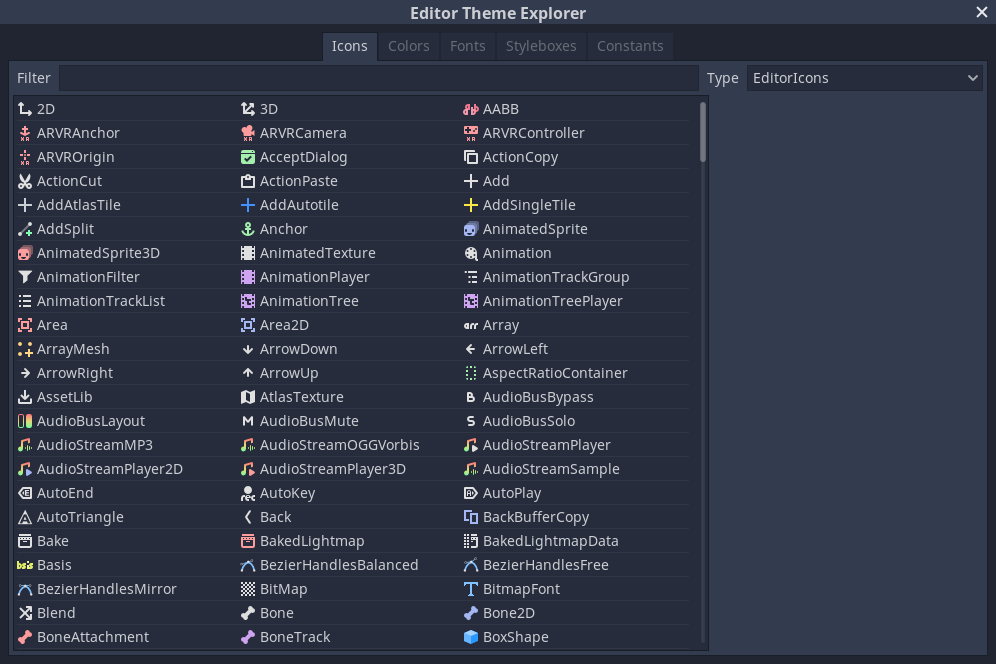 Editor Theme Explorer
Icons Colors Fonts Styleboxes Constants
Filter Type EditorIcons
2D 3D AABB
ARVRAnchor ARVRCamera ARVRController
ARVROrigin AcceptDialog ActionCopy
ActionCut ActionPaste Add
AddAtlasTile AddAutotile AddSingleTile
AddSplit Anchor AnimatedSprite
AnimatedSprite3D AnimatedTexture Animation
AnimationFilter AnimationPlayer AnimationTrackGroup
AnimationTrackList AnimationTree AnimationTreePlayer
Area Area2D Array
ArrayMesh ArrowDown ArrowLeft
ArrowRight ArrowUp AspectRatioContainer
AssetLib AtlasTexture AudioBusBypass
AudioBusLayout AudioBusMute AudioBusSolo
AudioStreamMP3 AudioStreamOGGVorbis AudioStreamPlayer
AudioStreamPlayer2D AudioStreamPlayer3D AudioStreamSample
AutoEnd AutoKey AutoPlay
AutoTriangle Back BackBufferCopy
Bake BakedLightmap BakedLightmapData
Basis BezierHandlesBalanced BezierHandlesFree
BezierHandlesMirror BitMap BitmapFont
Blend Bone Bone2D
BoneAttachment BoneTrack BoxShape